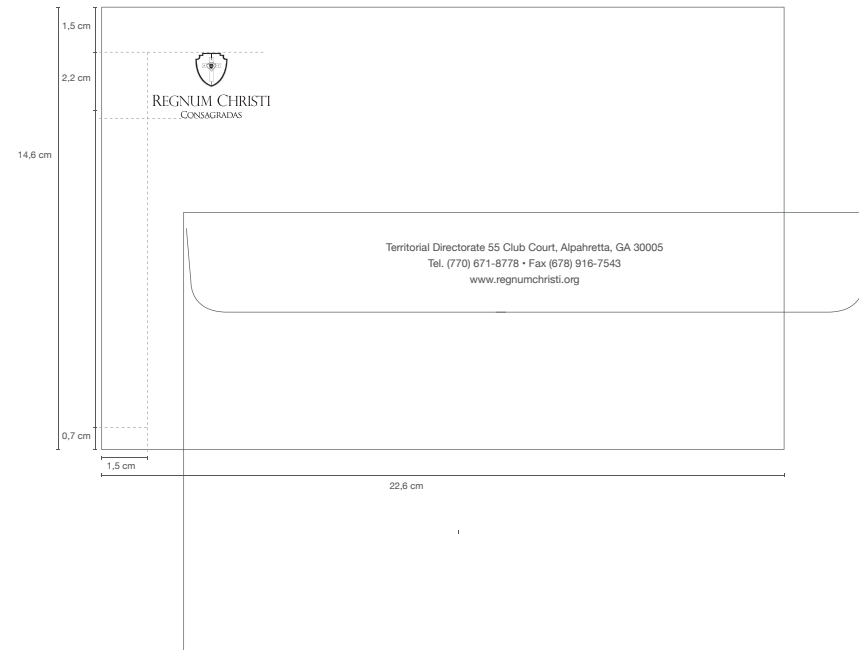 1,5 cm
2,2 cm
REGNUM CHRISTI
CONSAGRADAS
14,6 cm
Territorial Directorate 55 Club Court, Alpahretta, GA 30005
Tel. (770) 671-8778 • Fax (678) 916-7543
www.regnumchristi.org
0,7 cm
1,5 cm
22,6 cm